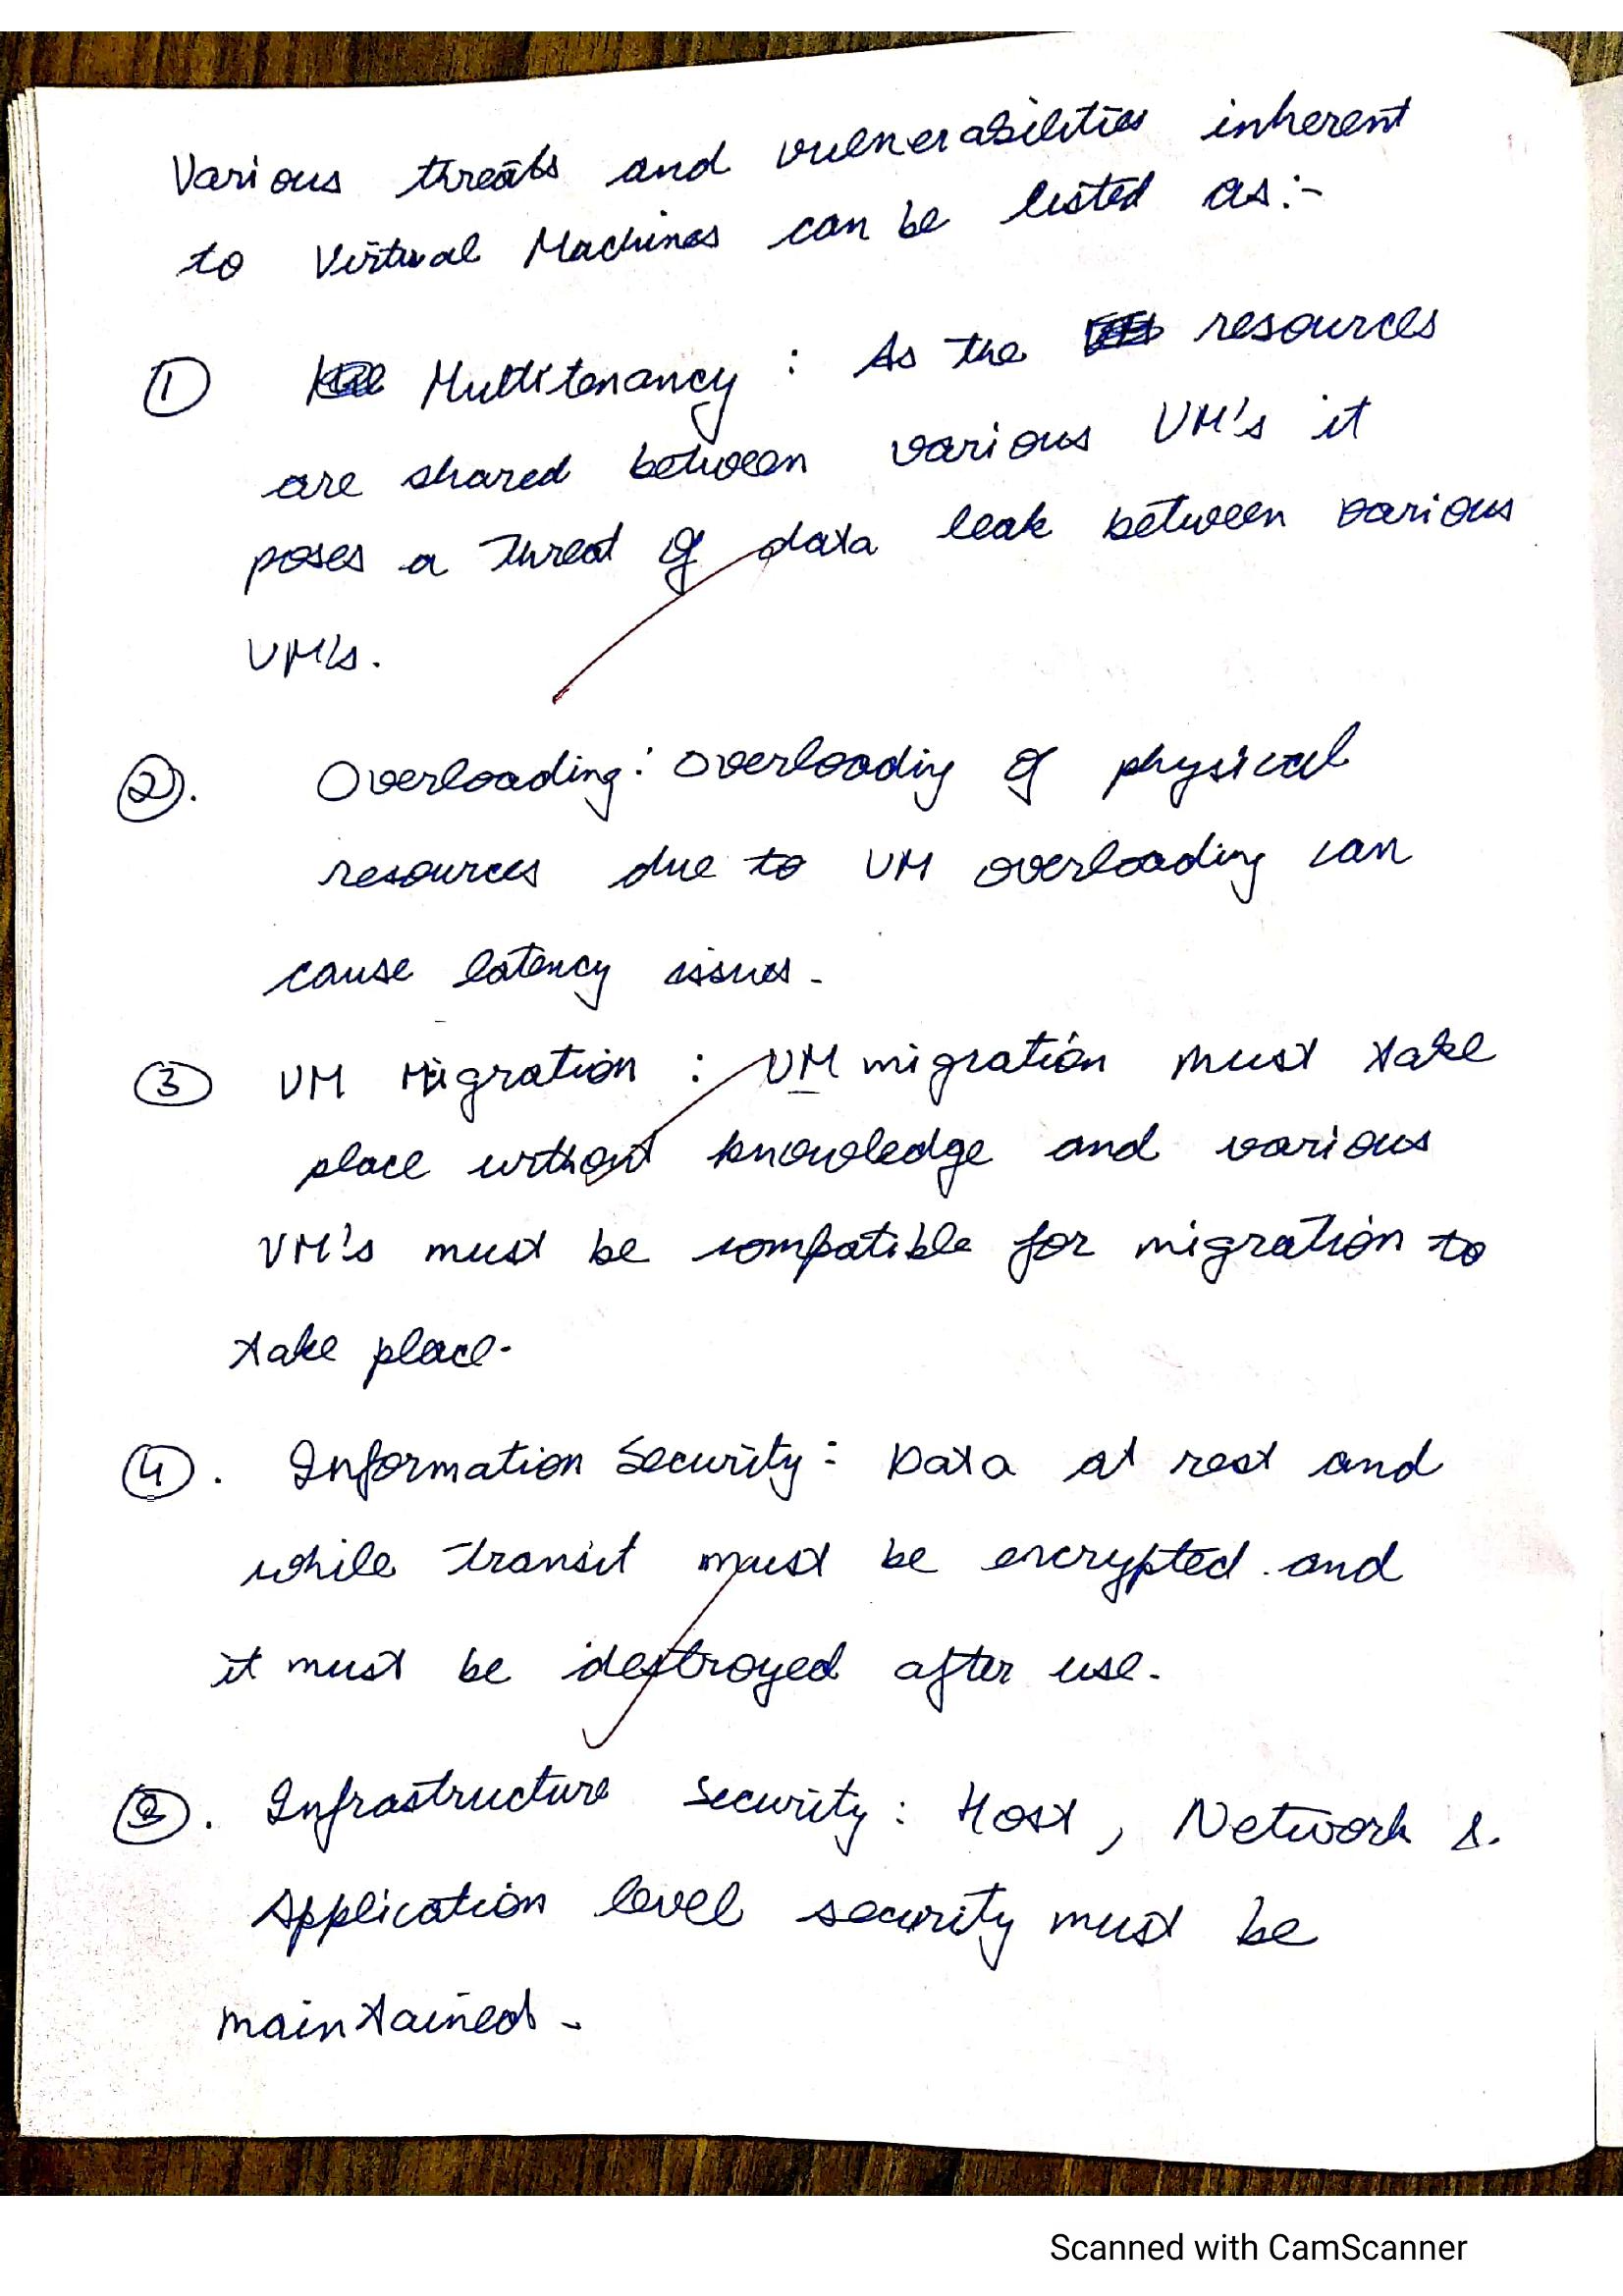 Various threats and vulnerabilities inherent
to Virtual Machines can be listed as:-
① Multitenancy : As the resources
are shared between various VM's it
poses a threat of data leak between various
VM's.
②. Overloading: Overloading of physical
resources due to VM overloading can
cause latency issues.
③ VM Migration : VM migration must take
place without knowledge and various
VM's must be compatible for migration to
take place.
④. Information Security: Data at rest and
while transit must be encrypted and
it must be destroyed after use.
⑤. Infrastructure Security: Host, Network &
Application level security must be
maintained.
Scanned with CamScanner